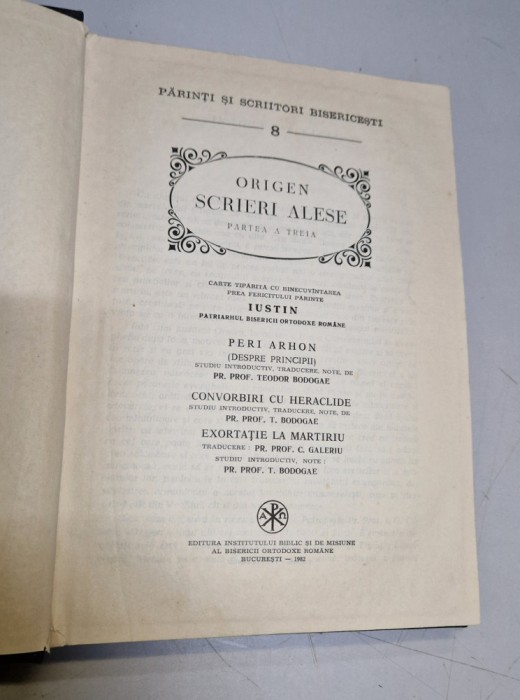 PĂRINȚI ȘI SCRIITORI BISERICEȘTI
8
ORIGEN
SCRIERI ALESE
PARTEA A TREIA
CARTE TIPĂRITĂ CU BINECUVÎNTAREA
PREA FERICITULUI PĂRINTE
IUSTIN
PATRIARHUL BISERICII ORTODOXE ROMÂNE
PERI ARHON
(DESPRE PRINCIPII)
STUDIU INTRODUCTIV, TRADUCERE, NOTE, DE
PR. PROF. TEODOR BODOGAE
CONVORBIRI CU HERACLIDE
STUDIU INTRODUCTIV, TRADUCERE, NOTE, DE
PR. PROF. T. BODOGAE
EXORTAȚIE LA MARTIRIU
TRADUCERE : PR. PROF. C. GALERIU
STUDIU INTRODUCTIV, NOTE :
PR. PROF. T. BODOGAE
Α Ω
EDITURA INSTITUTULUI BIBLIC ȘI DE MISIUNE
AL BISERICII ORTODOXE ROMÂNE
BUCUREȘTI — 1982